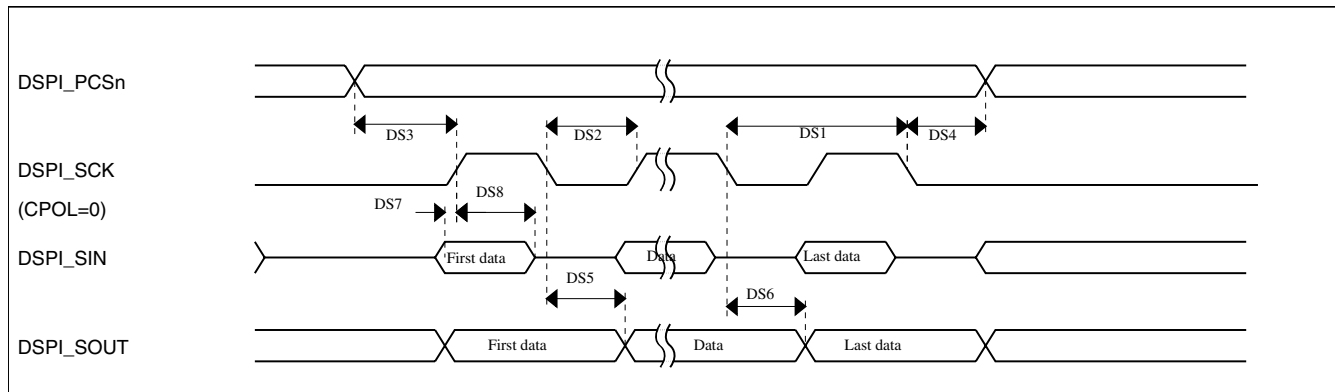 DSPI_PCSn
DS3
DS2
DS1
DS4
DSPI_SCK
(CPOL=0)
DS7
DS8
DSPI_SIN
First data
Data
Last data
DS5
DS6
DSPI_SOUT
First data
Data
Last data